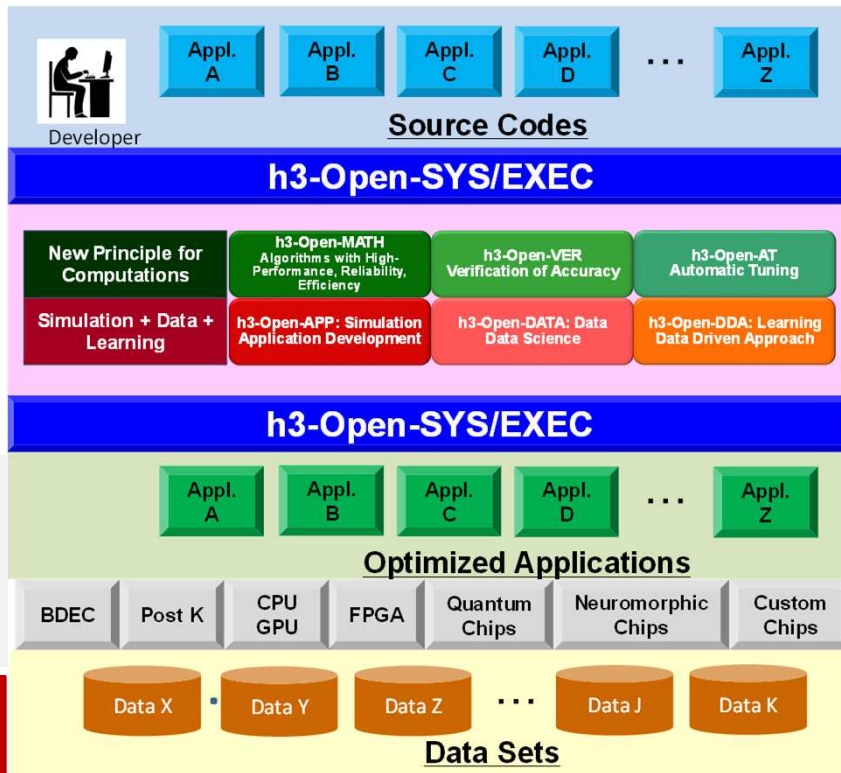 Appl.
A
Appl.
B
Appl.
C
Appl.
D
...
Appl.
Z
Developer
Source Codes
h3-Open-SYS/EXEC
New Principle for
Computations
h3-Open-MATH
Algorithms with High-
Performance, Reliability,
Efficiency
h3-Open-VER
Verification of Accuracy
h3-Open-AT
Automatic Tuning
Simulation + Data +
Learning
h3-Open-APP: Simulation
Application Development
h3-Open-DATA: Data
Data Science
h3-Open-DDA: Learning
Data Driven Approach
h3-Open-SYS/EXEC
Appl.
A
Appl.
B
Appl.
C
Appl.
D
...
Appl.
Z
Optimized Applications
BDEC
Post K
CPU
GPU
FPGA
Quantum
Chips
Neuromorphic
Chips
Custom
Chips
Data X
Data Y
Data Z
...
Data J
Data K
Data Sets